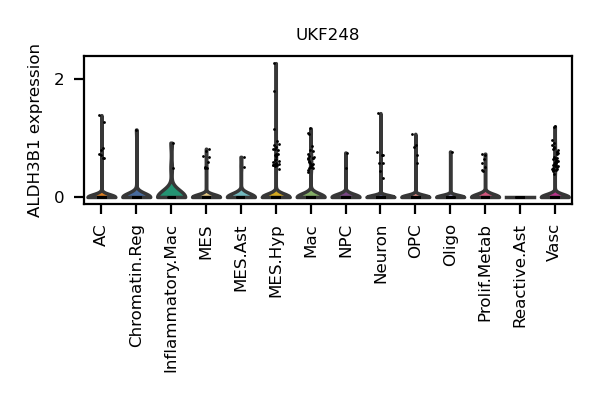 UKF248
ALDH3B1 expression
2
0
AC
Chromatin.Reg
Inflammatory.Mac
MES
MES.Ast
MES.Hyp
Mac
NPC
Neuron
OPC
Oligo
Prolif.Metab
Reactive.Ast
Vasc